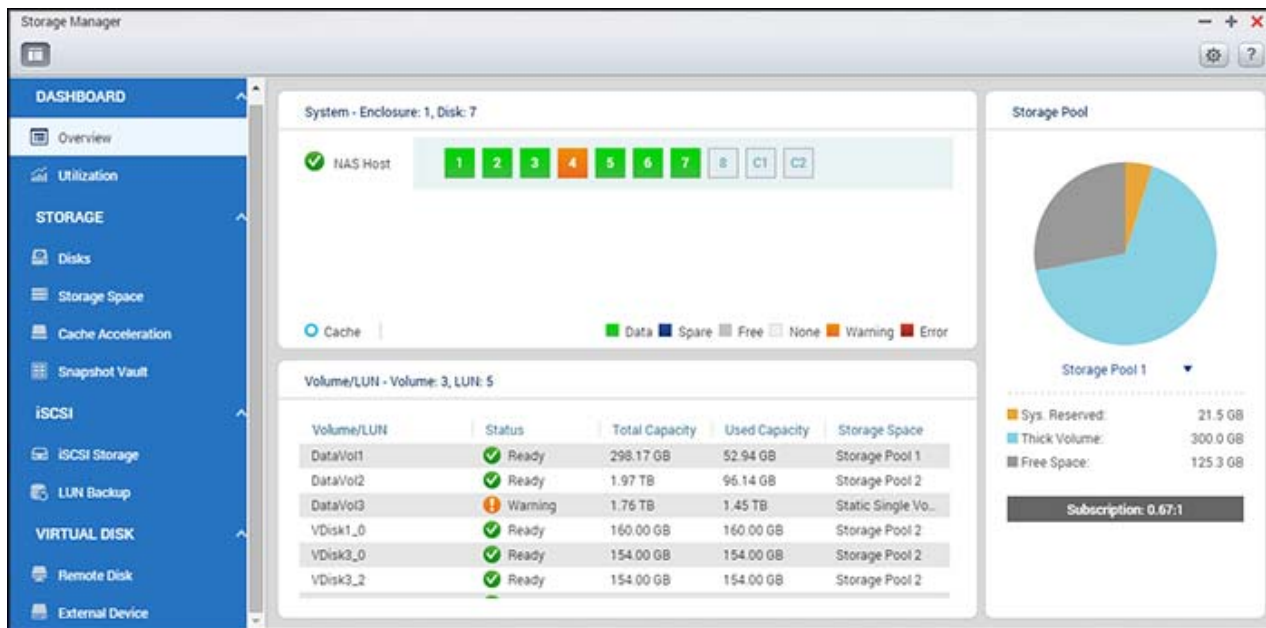 Storage Manager
DASHBOARD
Overview
Utilization
STORAGE
Disks
Storage Space
Cache Acceleration
Snapshot Vault
iSCSI
iSCSI Storage
LUN Backup
VIRTUAL DISK
Remote Disk
External Device
System - Enclosure: 1, Disk: 7
NAS Host 1 2 3 4 5 6 7 8 C1 C2
Cache Data Spare Free None Warning Error
Volume/LUN - Volume: 3, LUN: 5
Volume/LUN Status Total Capacity Used Capacity Storage Space
DataVol1 Ready 298.17 GB 52.94 GB Storage Pool 1
DataVol2 Ready 1.97 TB 96.14 GB Storage Pool 2
DataVol3 Warning 1.76 TB 1.45 TB Static Single Vo...
VDisk1_0 Ready 160.00 GB 160.00 GB Storage Pool 2
VDisk3_0 Ready 154.00 GB 154.00 GB Storage Pool 2
VDisk3_2 Ready 154.00 GB 154.00 GB Storage Pool 2
Storage Pool
Storage Pool 1
Sys. Reserved: 21.5 GB
Thick Volume: 300.0 GB
Free Space: 125.3 GB
Subscription: 0.67:1